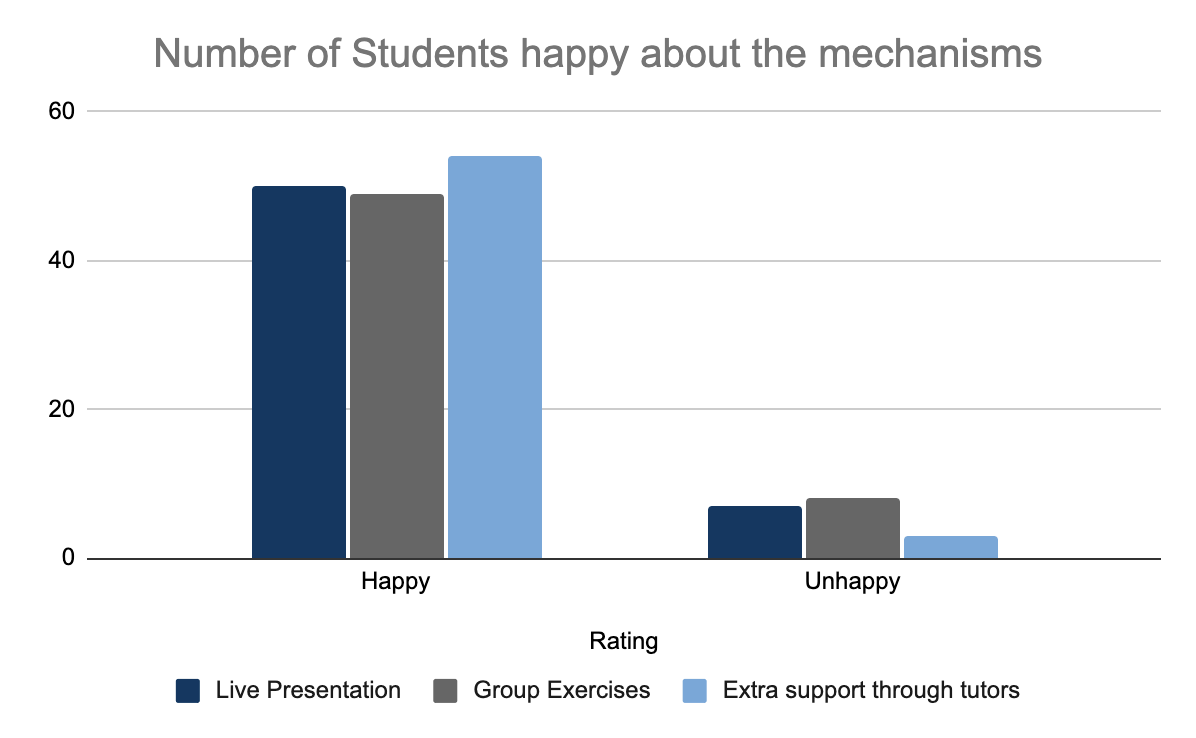 Number of Students happy about the mechanisms
60
40
20
0
Happy
Unhappy
Rating
Live Presentation
Group Exercises
Extra support through tutors